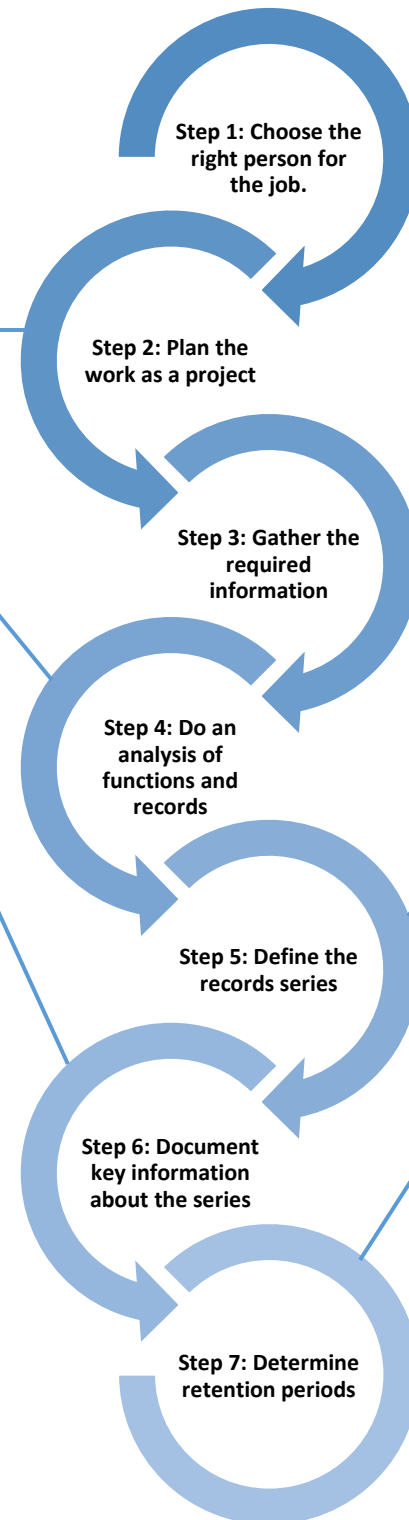 Step 1: Choose the
right person for
the job.
Step 2: Plan the
work as a project
Step 3: Gather the
required
information
Step 4: Do an
analysis of
functions and
records
Step 5: Define the
records series
Step 6: Document
key information
about the series
Step 7: Determine
retention periods